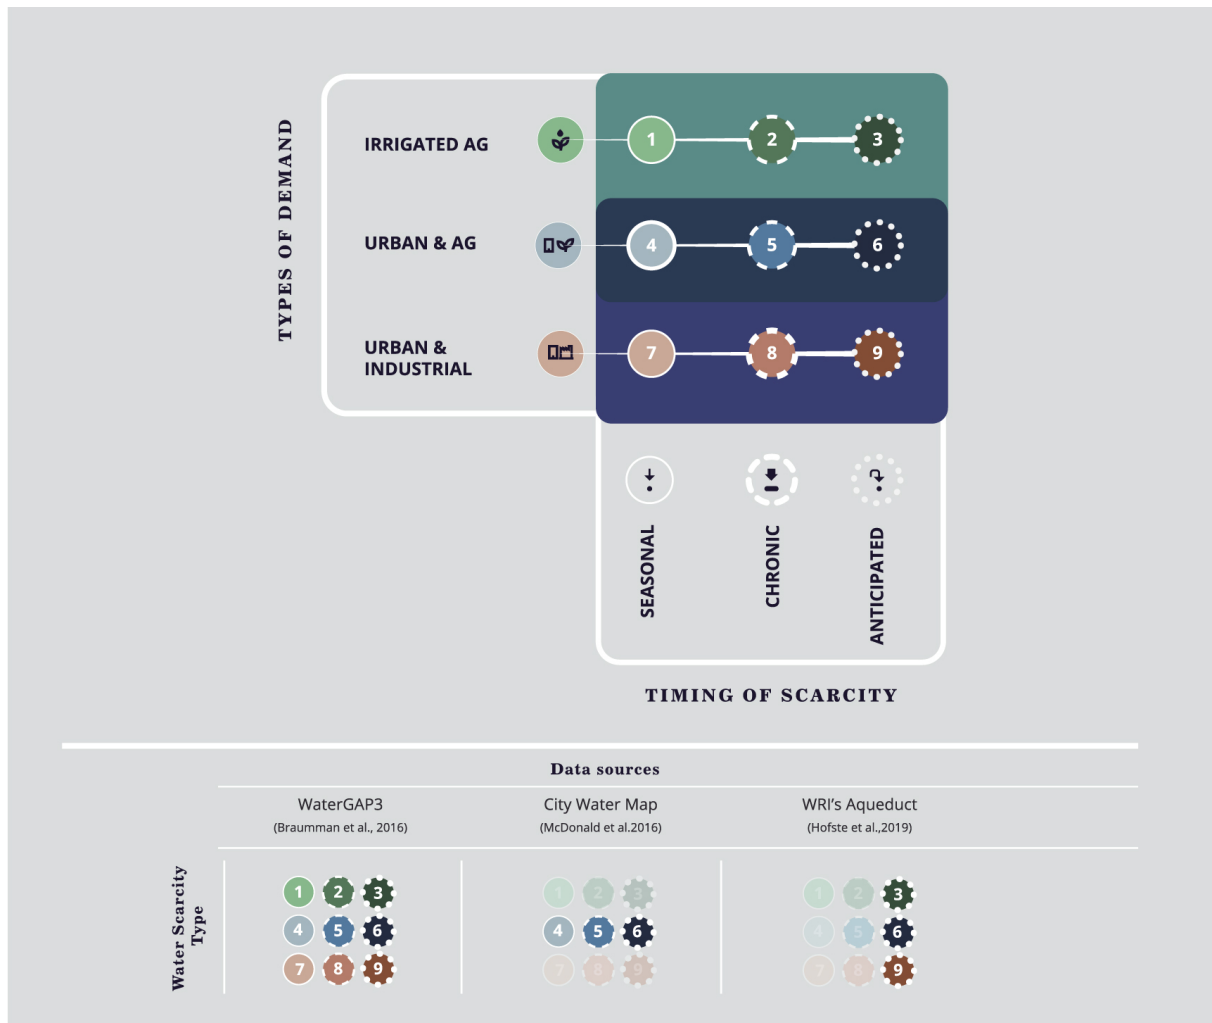 TYPES OF DEMAND
IRRIGATED AG
1 2 3
URBAN & AG
4 5 6
URBAN &
INDUSTRIAL
7 8 9
SEASONAL
CHRONIC
ANTICIPATED
TIMING OF SCARCITY
Data sources
WaterGAP3
(Braumman et al., 2016)
City Water Map
(McDonald et al.2016)
WRI's Aqueduct
(Hofste et al.,2019)
Water Scarcity
Type
1 2 3
4 5 6
7 8 9
1 2 3
4 5 6
7 8 9
1 2 3
4 5 6
7 8 9